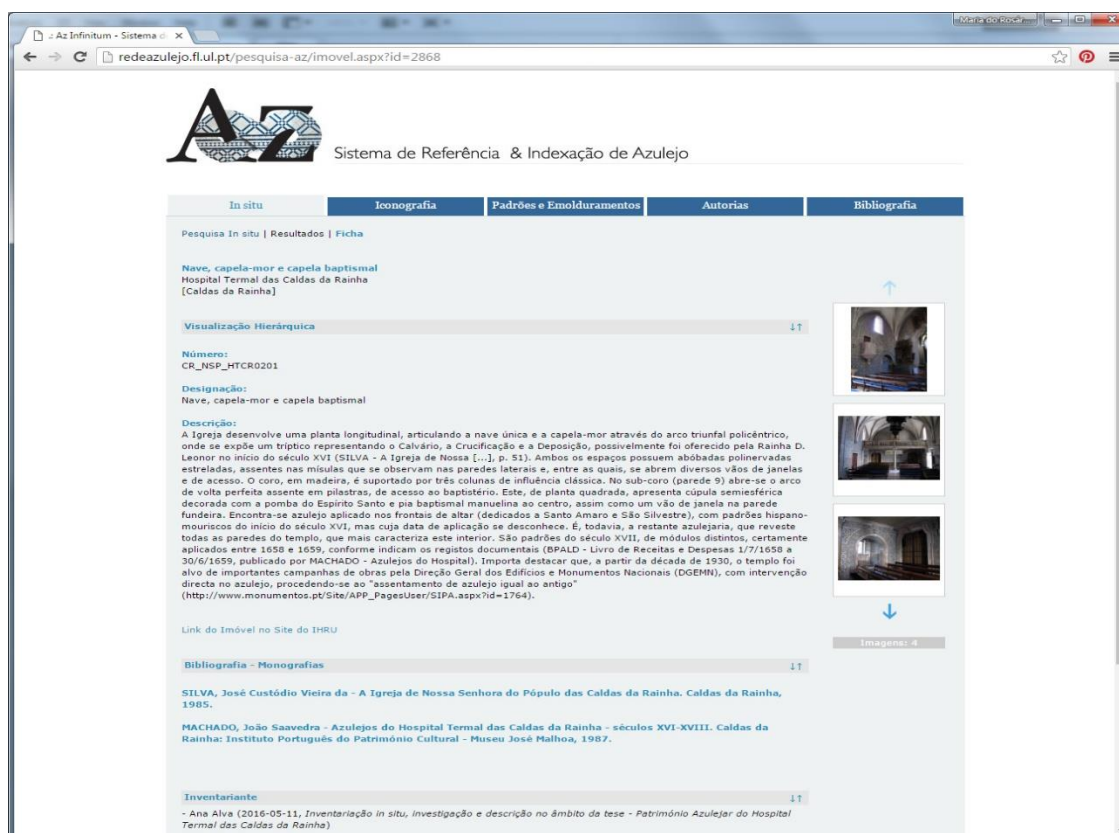 Maria do Rosár...
.: Az Infinitum - Sistema d
redeazulejo.fl.ul.pt/pesquisa-az/imovel.aspx?id=2868
AZ
Sistema de Referência & Indexação de Azulejo
In situ
Iconografia
Padrões e Emolduramentos
Autorias
Bibliografia
Pesquisa In situ | Resultados | Ficha
Nave, capela-mor e capela baptismal
Hospital Termal das Caldas da Rainha
[Caldas da Rainha]
Visualização Hierárquica
Número:
CR_NSP_HTCR0201
Designação:
Nave, capela-mor e capela baptismal
Descrição:
A Igreja desenvolve uma planta longitudinal, articulando a nave única e a capela-mor através do arco triunfal policêntrico,
onde se expõe um tríptico representando o Calvário, a Crucificação e a Deposição, possivelmente foi oferecido pela Rainha D.
Leonor no início do século XVI (SILVA - A Igreja de Nossa [...], p. 51). Ambos os espaços possuem abóbadas polinervadas
estreladas, assentes nas mísulas que se observam nas paredes laterais e, entre as quais, se abrem diversos vãos de janelas
e de acesso. O coro, em madeira, é suportado por três colunas de influência clássica. No sub-coro (parede 9) abre-se o arco
de volta perfeita assente em pilastras, de acesso ao baptistério. Este, de planta quadrada, apresenta cúpula semiesférica
decorada com a pomba do Espírito Santo e pia baptismal manuelina ao centro, assim como um vão de janela na parede
fundeira. Encontra-se azulejo aplicado nos frontais de altar (dedicados a Santo Amaro e São Silvestre), com padrões hispano-
mouriscos do início do século XVI, mas cuja data de aplicação se desconhece. É, todavia, a restante azulejaria, que reveste
todas as paredes do templo, que mais caracteriza este interior. São padrões do século XVII, de módulos distintos, certamente
aplicados entre 1658 e 1659, conforme indicam os registos documentais (BPALD - Livro de Receitas e Despesas 1/7/1658 a
30/6/1659, publicado por MACHADO - Azulejos do Hospital). Importa destacar que, a partir da década de 1930, o templo foi
alvo de importantes campanhas de obras pela Direção Geral dos Edifícios e Monumentos Nacionais (DGEMN), com intervenção
directa no azulejo, procedendo-se ao "assentamento de azulejo igual ao antigo"
(http://www.monumentos.pt/Site/APP_PagesUser/SIPA.aspx?id=1764).
Link do Imóvel no Site do IHRU
Imagens: 4
Bibliografia - Monografias
SILVA, José Custódio Vieira da - A Igreja de Nossa Senhora do Pópulo das Caldas da Rainha. Caldas da Rainha,
1985.
MACHADO, João Saavedra - Azulejos do Hospital Termal das Caldas da Rainha - séculos XVI-XVIII. Caldas da
Rainha: Instituto Português do Património Cultural - Museu José Malhoa, 1987.
Inventariante
- Ana Alva (2016-05-11, Inventariação in situ, investigação e descrição no âmbito da tese - Património Azulejar do Hospital
Termal das Caldas da Rainha)